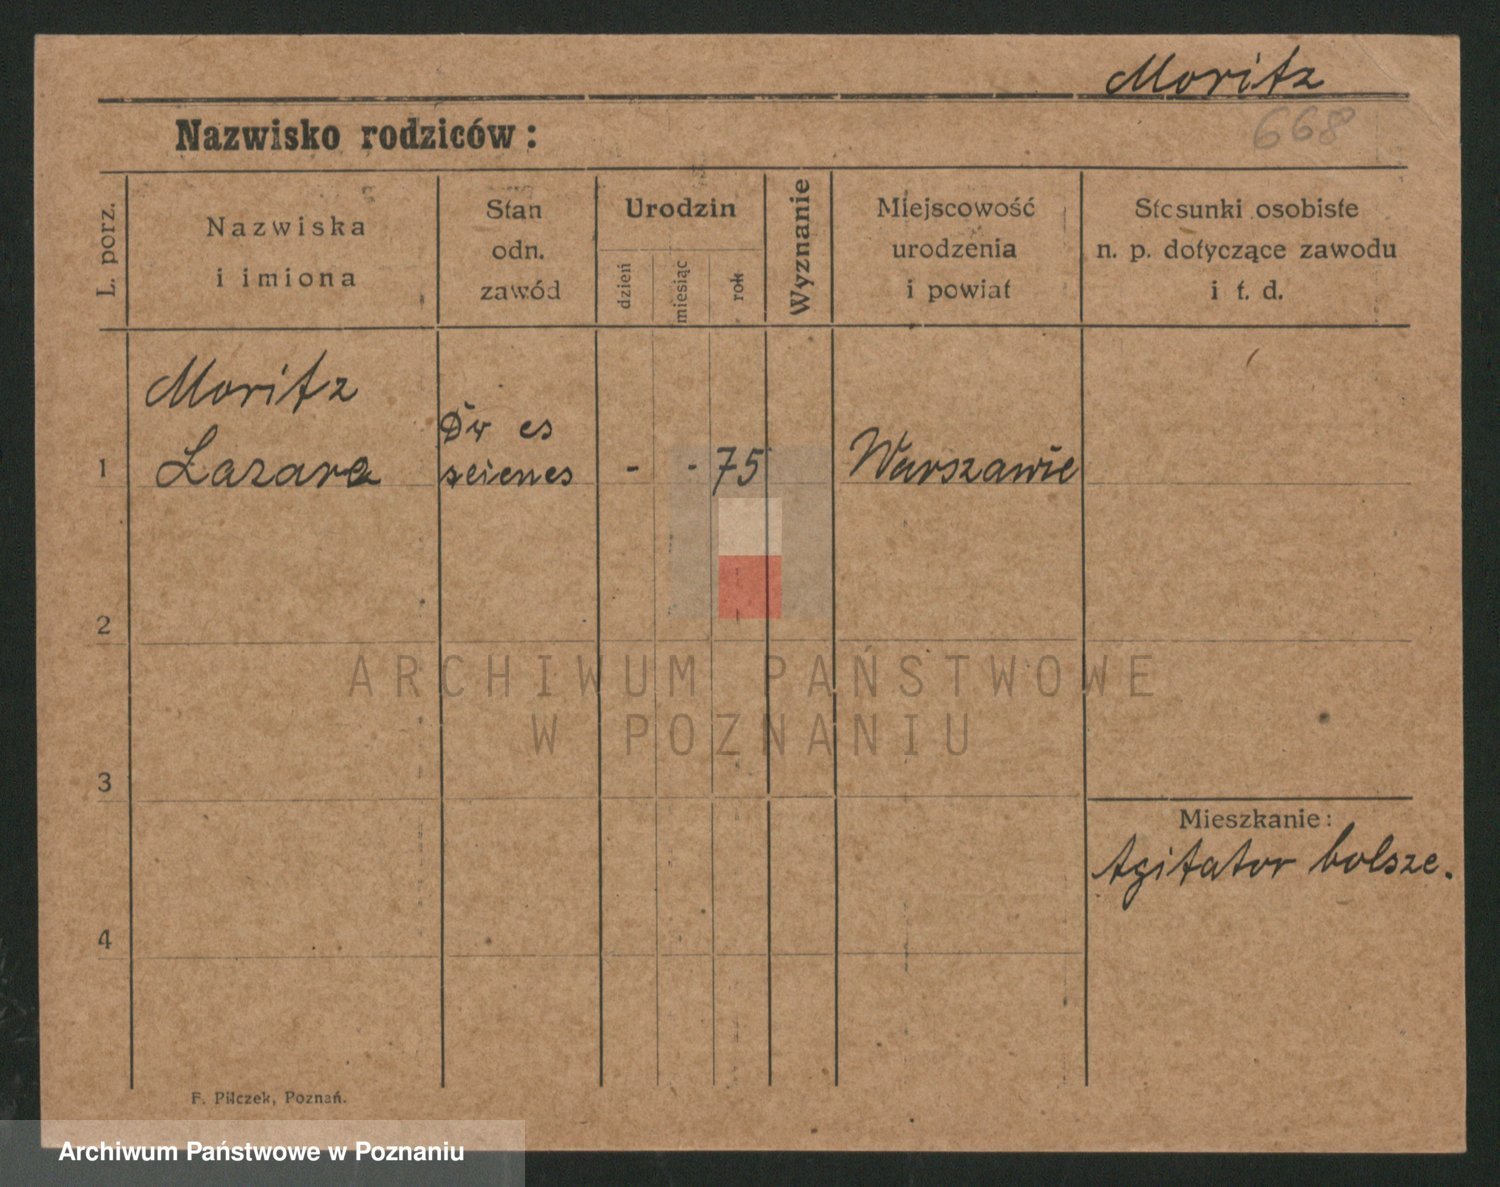 Moritz
668
Nazwisko rodziców:
L. porz.
Nazwiska
i imiona
Stan
odn.
zawód
Urodzin
dzień
miesiąc
rok
Wyznanie
Miejscowość
urodzenia
i powiat
Stosunki osobiste
n. p. dotyczące zawodu
i t. d.
1
Moritz
Lazara
Dr es
scienes
- - 75
Warszawie
2
ARCHIWUM PAŃSTWOWE
W POZNANIU
3
Mieszkanie:
Agitator bolsze.
4
F. Pilczek, Poznań.
Archiwum Państwowe w Poznaniu